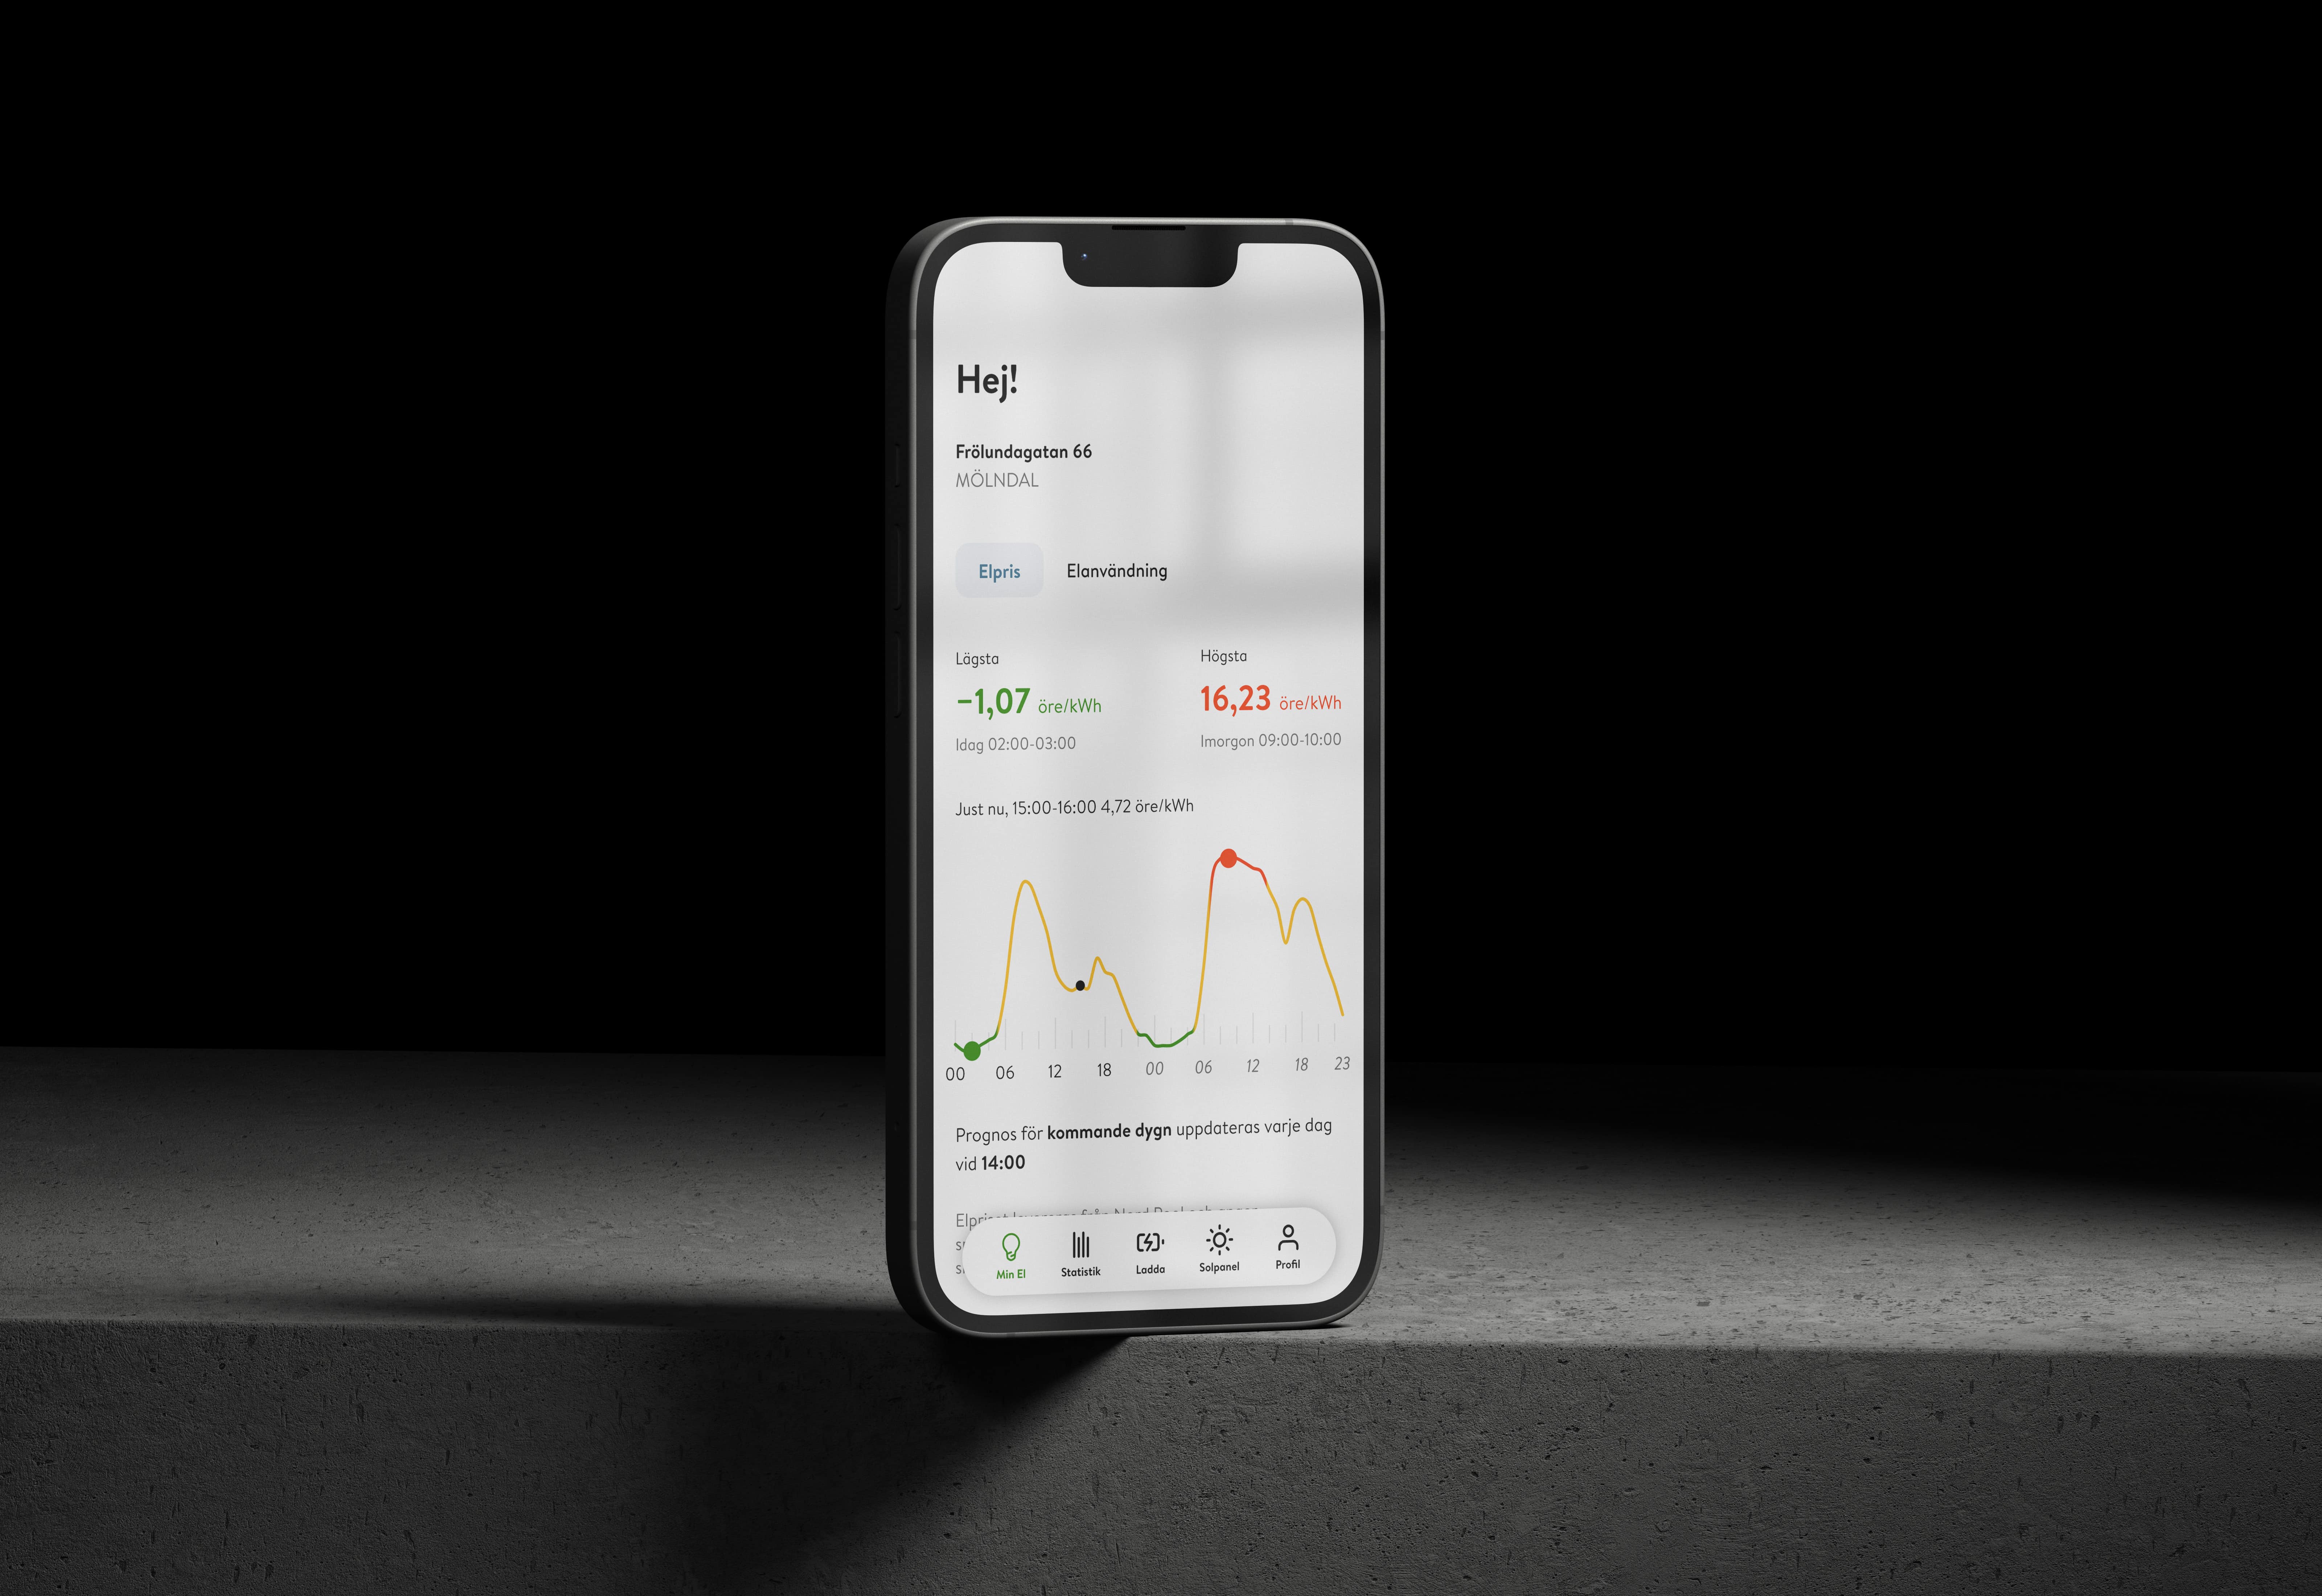 Hej!
Frölundagatan 66
MÖLNDAL
Elpris Elanvändning
Lägsta Högsta
−1,07 öre/kWh 16,23 öre/kWh
Idag 02:00-03:00 Imorgon 09:00-10:00
Just nu, 15:00-16:00 4,72 öre/kWh
00 06 12 18 00 06 12 18 23
Prognos för kommande dygn uppdateras varje dag
vid 14:00
Min El Statistik Ladda Solpanel Profil